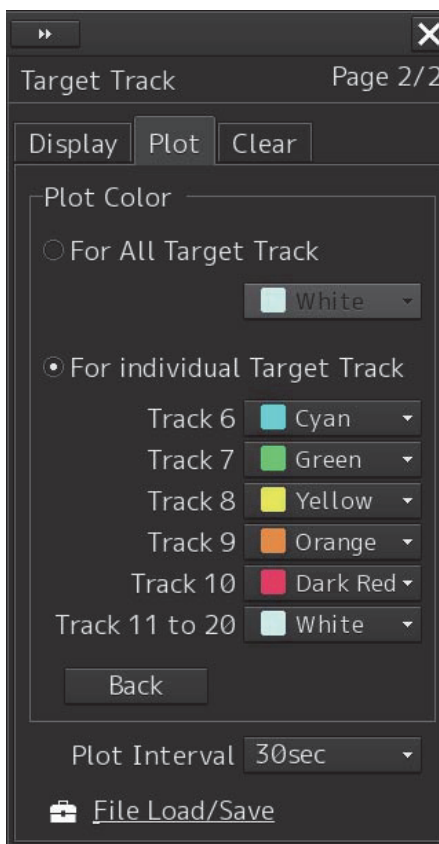 Target Track Page 2/2
Display Plot Clear
Plot Color
For All Target Track
White
For individual Target Track
Track 6 Cyan
Track 7 Green
Track 8 Yellow
Track 9 Orange
Track 10 Dark Red
Track 11 to 20 White
Back
Plot Interval 30sec
File Load/Save